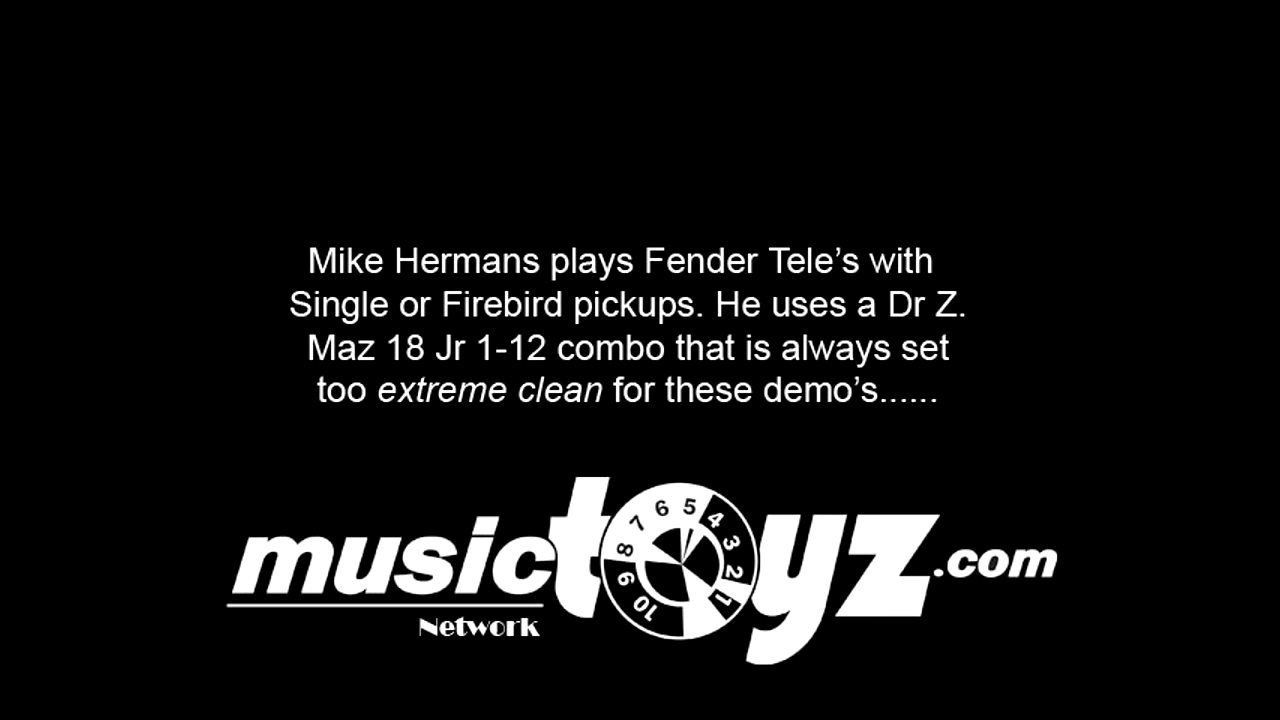 Mike Hermans plays Fender Tele’s with
Single or Firebird pickups. He uses a Dr Z.
Maz 18 Jr 1-12 combo that is always set
too extreme clean for these demo’s......
musictoyz.com
10 9 8 7 6 5 4 3 2 1
Network